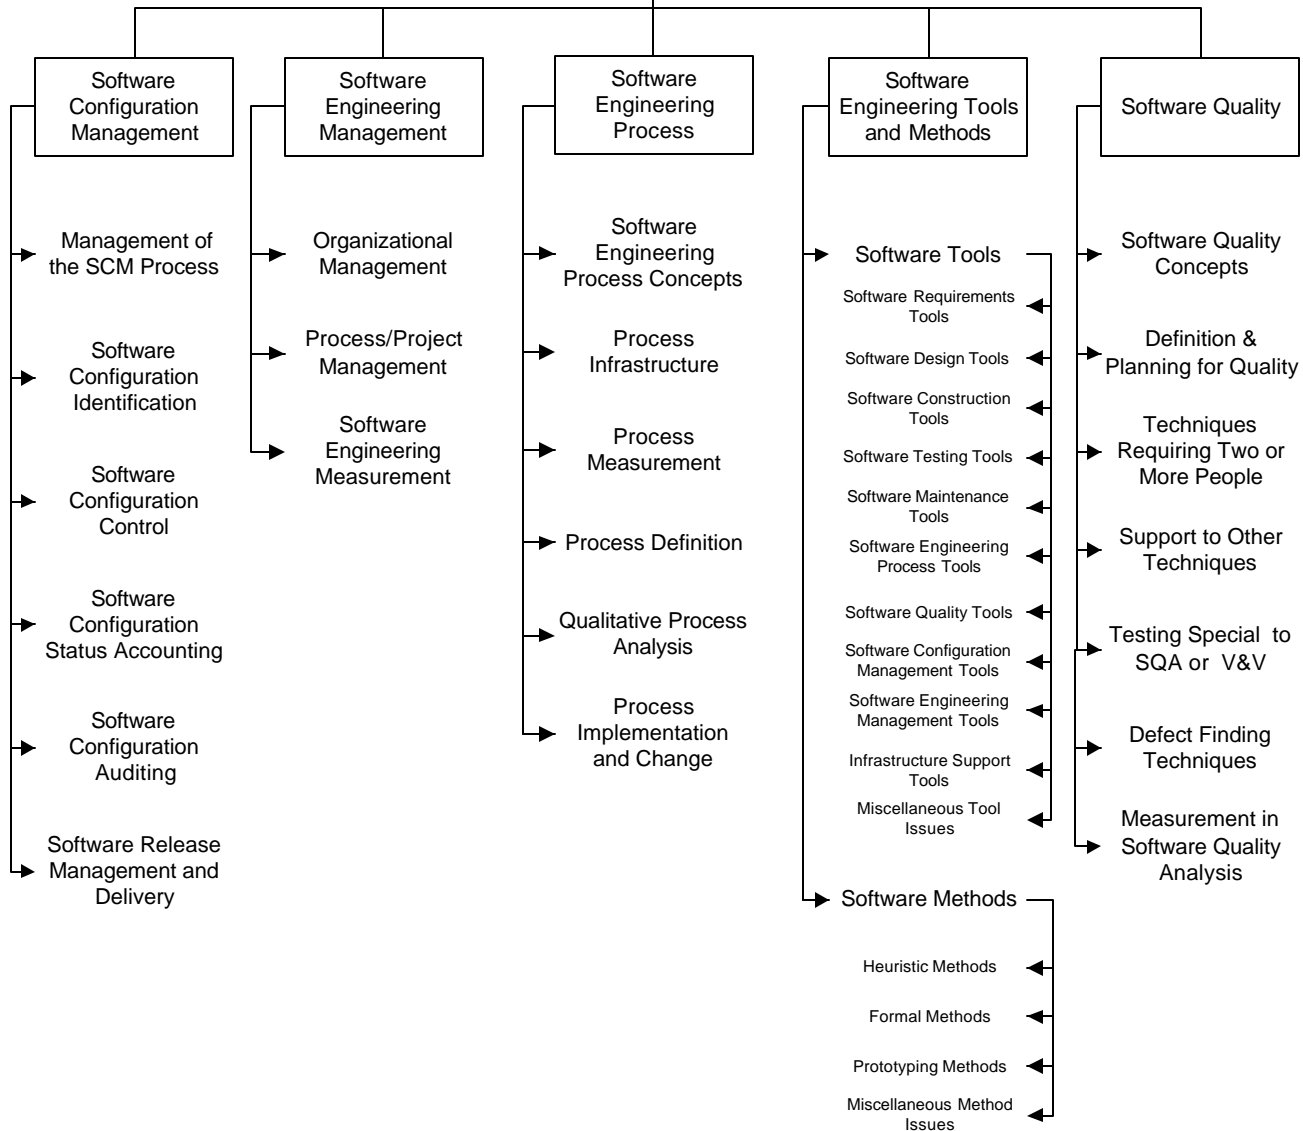 Software
Configuration
Management
Management of
the SCM Process
Software
Configuration
Identification
Software
Configuration
Control
Software
Configuration
Status Accounting
Software
Configuration
Auditing
Software Release
Management and
Delivery
Software
Engineering
Management
Organizational
Management
Process/Project
Management
Software
Engineering
Measurement
Software
Engineering
Process
Software
Engineering
Process Concepts
Process
Infrastructure
Process
Measurement
Process Definition
Qualitative Process
Analysis
Process
Implementation
and Change
Software
Engineering Tools
and Methods
Software Tools
Software Requirements
Tools
Software Design Tools
Software Construction
Tools
Software Testing Tools
Software Maintenance
Tools
Software Engineering
Process Tools
Software Quality Tools
Software Configuration
Management Tools
Software Engineering
Management Tools
Infrastructure Support
Tools
Miscellaneous Tool
Issues
Software Methods
Heuristic Methods
Formal Methods
Prototyping Methods
Miscellaneous Method
Issues
Software Quality
Software Quality
Concepts
Definition &
Planning for Quality
Techniques
Requiring Two or
More People
Support to Other
Techniques
Testing Special to
SQA or V&V
Defect Finding
Techniques
Measurement in
Software Quality
Analysis